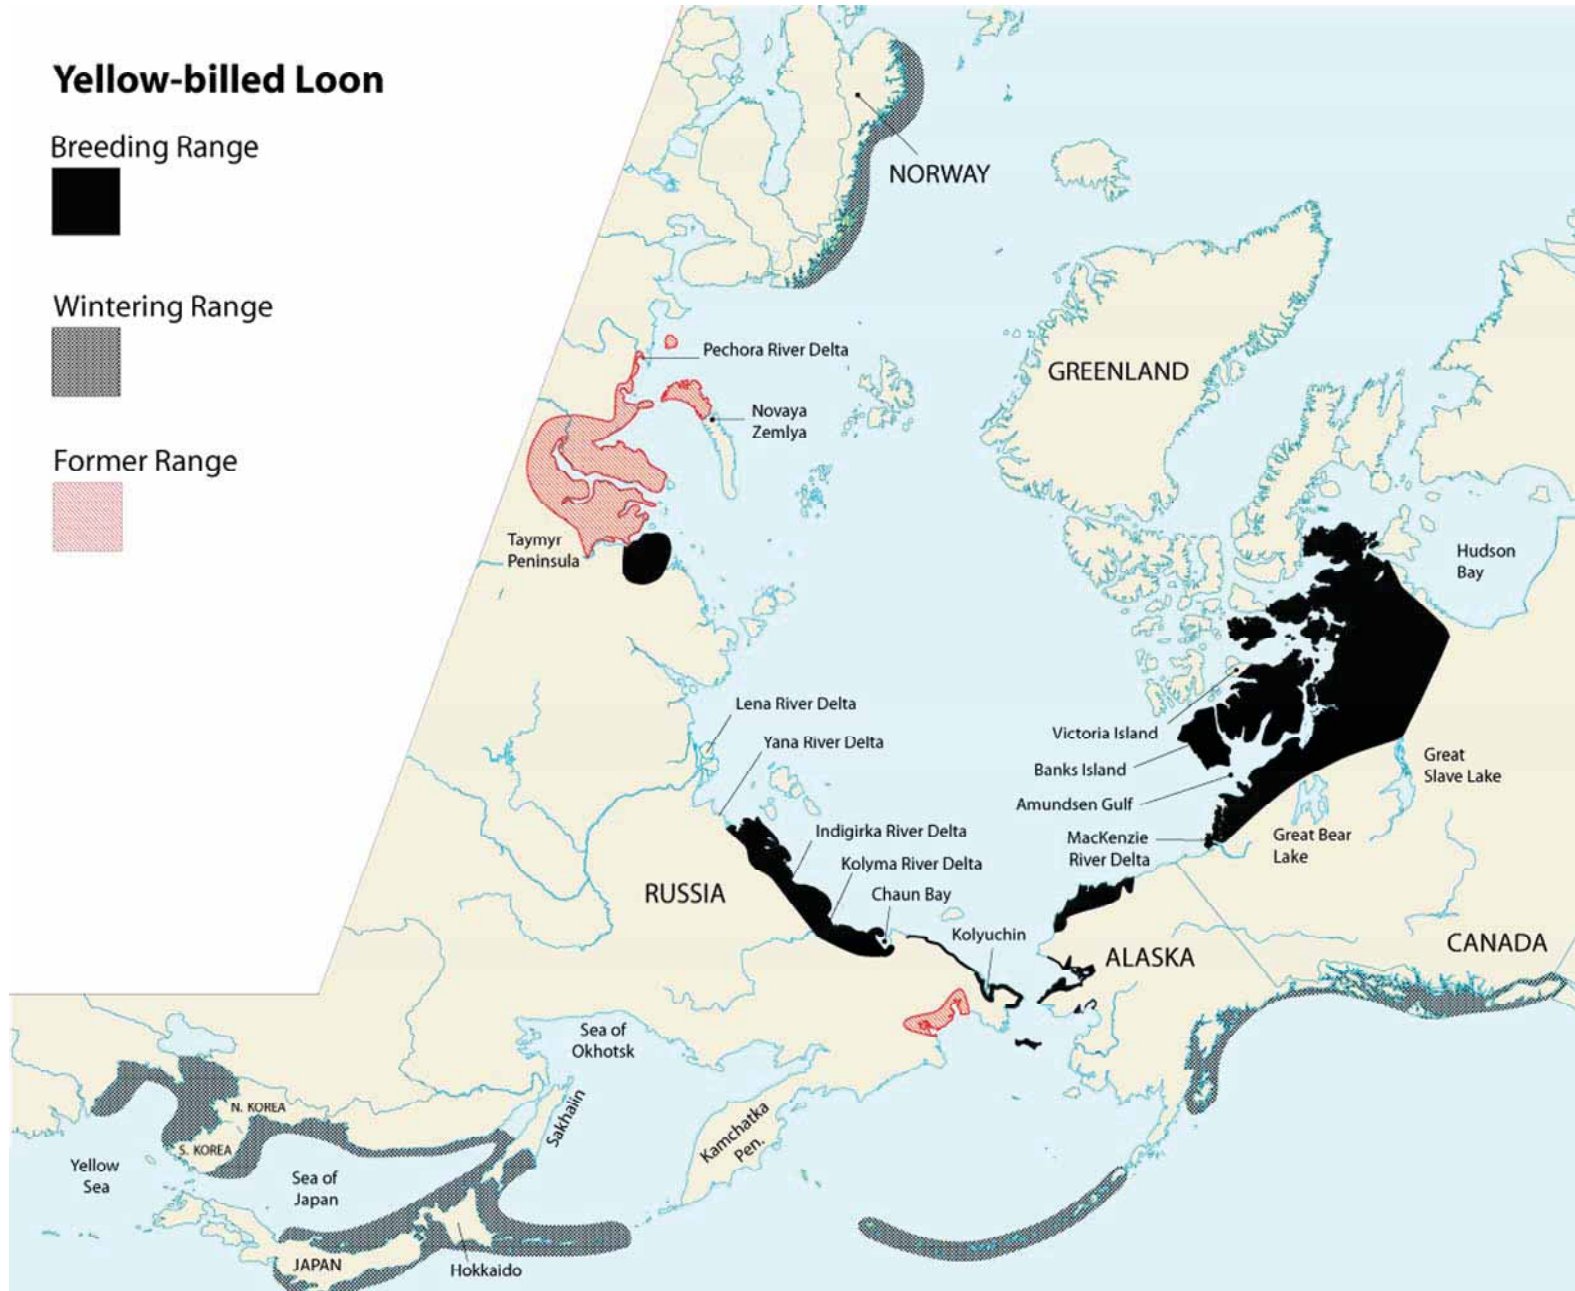 Yellow-billed Loon
Breeding Range
Wintering Range
Former Range
NORWAY
Pechora River Delta
GREENLAND
Novaya
Zemlya
Taymyr
Peninsula
Hudson
Bay
Lena River Delta
Yana River Delta
Victoria Island
Banks Island
Great
Slave Lake
Amundsen Gulf
Indigirka River Delta
MacKenzie
River Delta
Great Bear
Lake
Kolyma River Delta
RUSSIA
Chaun Bay
Kolyuchin
ALASKA
CANADA
Sea of
Okhotsk
Sakhalin
Kamchatka
Pen.
N. KOREA
S. KOREA
Yellow
Sea
Sea of
Japan
JAPAN
Hokkaido